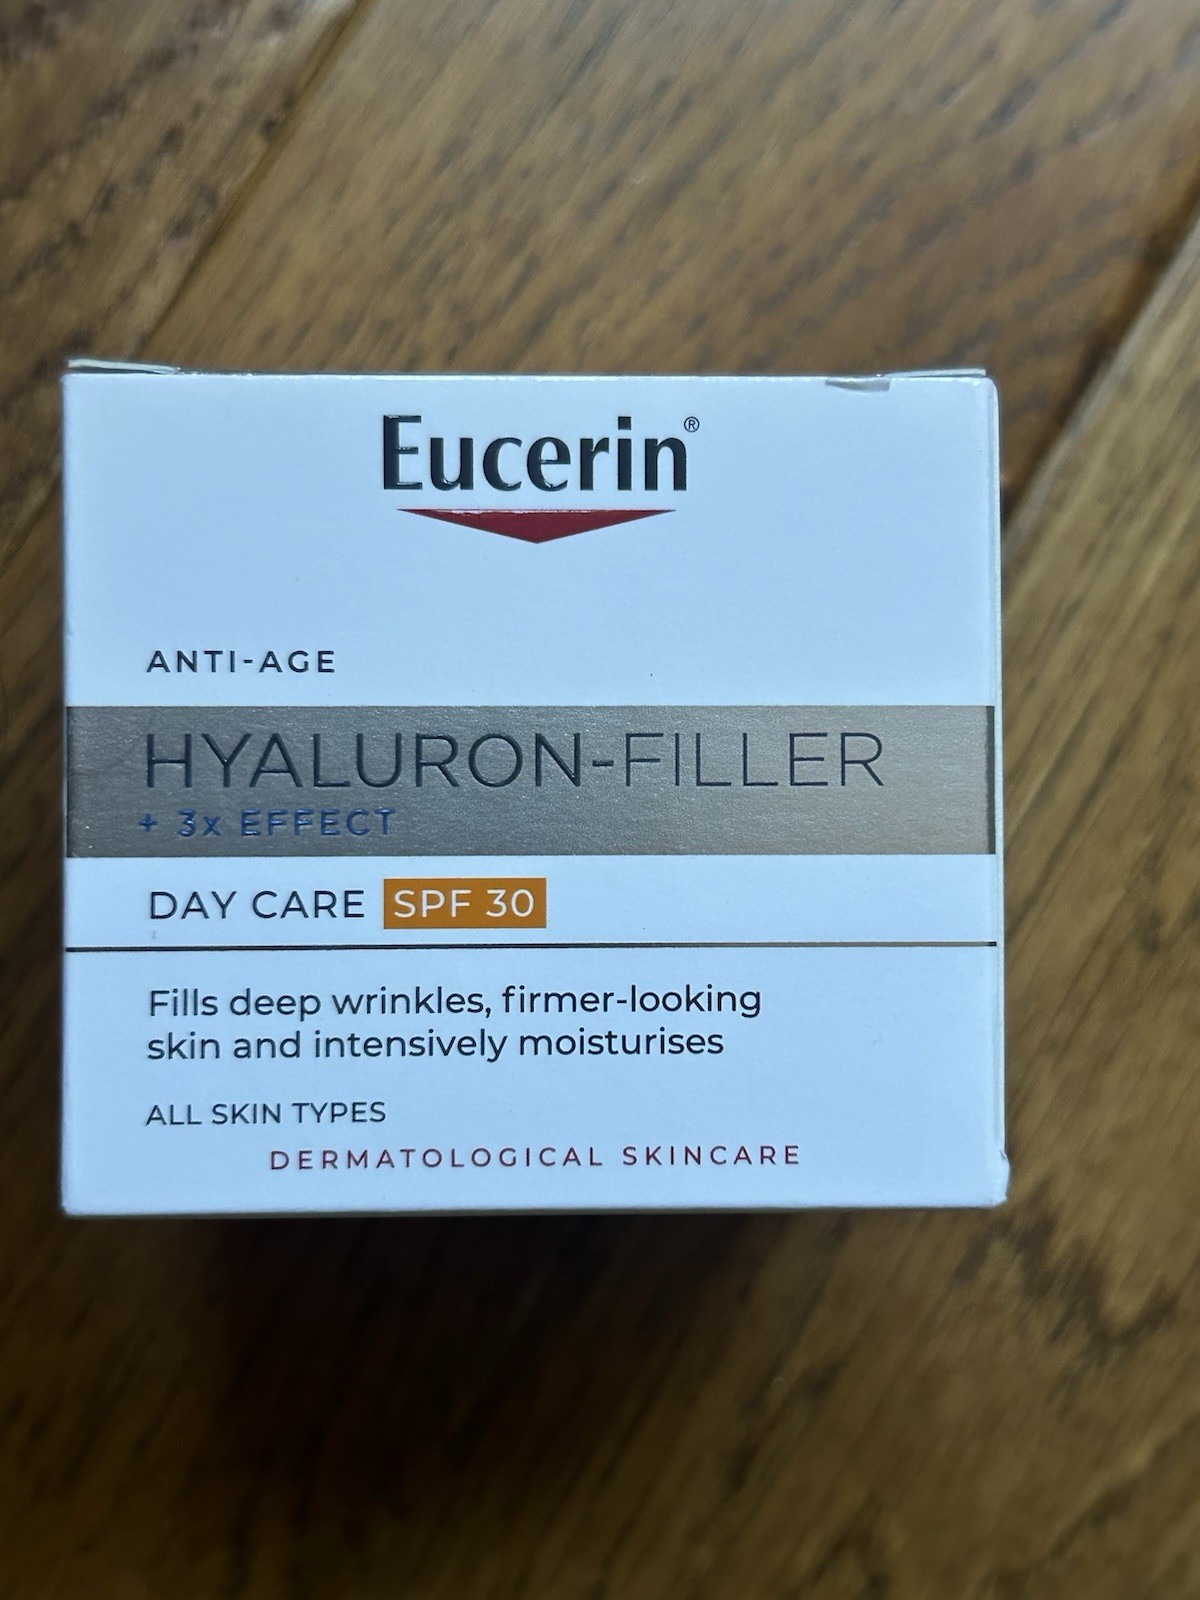 Eucerin®
ANTI-AGE
HYALURON-FILLER
+ 3x EFFECT
DAY CARE SPF 30
Fills deep wrinkles, firmer-looking
skin and intensively moisturises
ALL SKIN TYPES
DERMATOLOGICAL SKINCARE